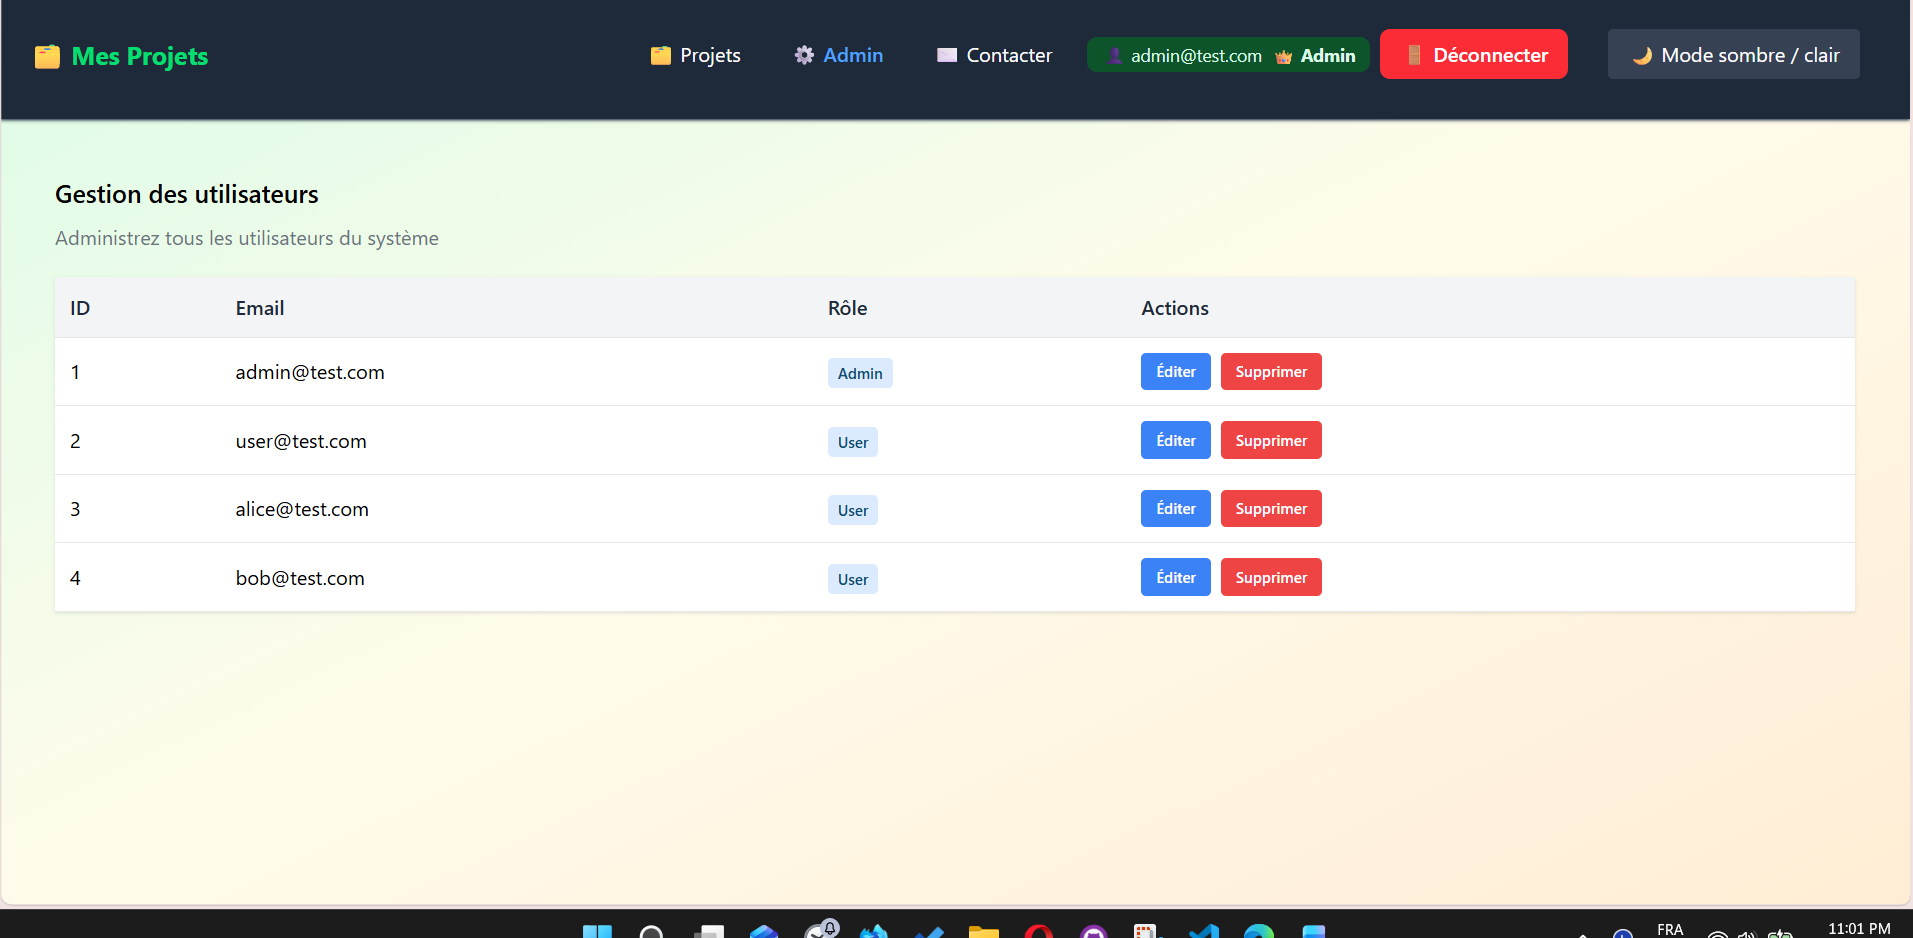 Mes Projets
Projets
Admin
Contacter
admin@test.com Admin
Déconnecter
Mode sombre / clair
Gestion des utilisateurs
Administrez tous les utilisateurs du système
ID Email Rôle Actions
1 admin@test.com Admin Éditer Supprimer
2 user@test.com User Éditer Supprimer
3 alice@test.com User Éditer Supprimer
4 bob@test.com User Éditer Supprimer
FRA
11:01 PM